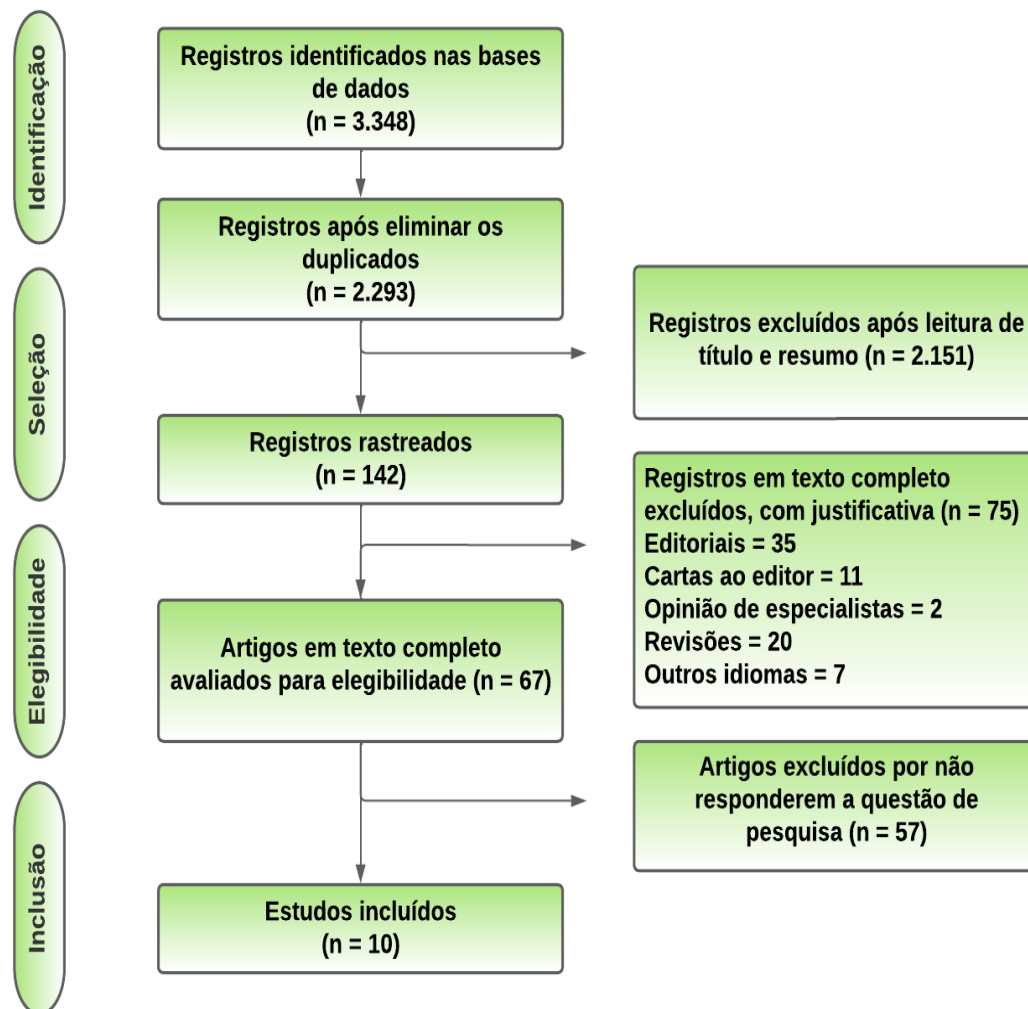 Identificação
Registros identificados nas bases
de dados
(n = 3.348)
Registros após eliminar os
duplicados
(n = 2.293)
Seleção
Registros excluídos após leitura de
título e resumo (n = 2.151)
Registros rastreados
(n = 142)
Registros em texto completo
excluídos, com justificativa (n = 75)
Editoriais = 35
Cartas ao editor = 11
Opinião de especialistas = 2
Revisões = 20
Outros idiomas = 7
Elegibilidade
Artigos em texto completo
avaliados para elegibilidade (n = 67)
Artigos excluídos por não
responderem a questão de
pesquisa (n = 57)
Inclusão
Estudos incluídos
(n = 10)